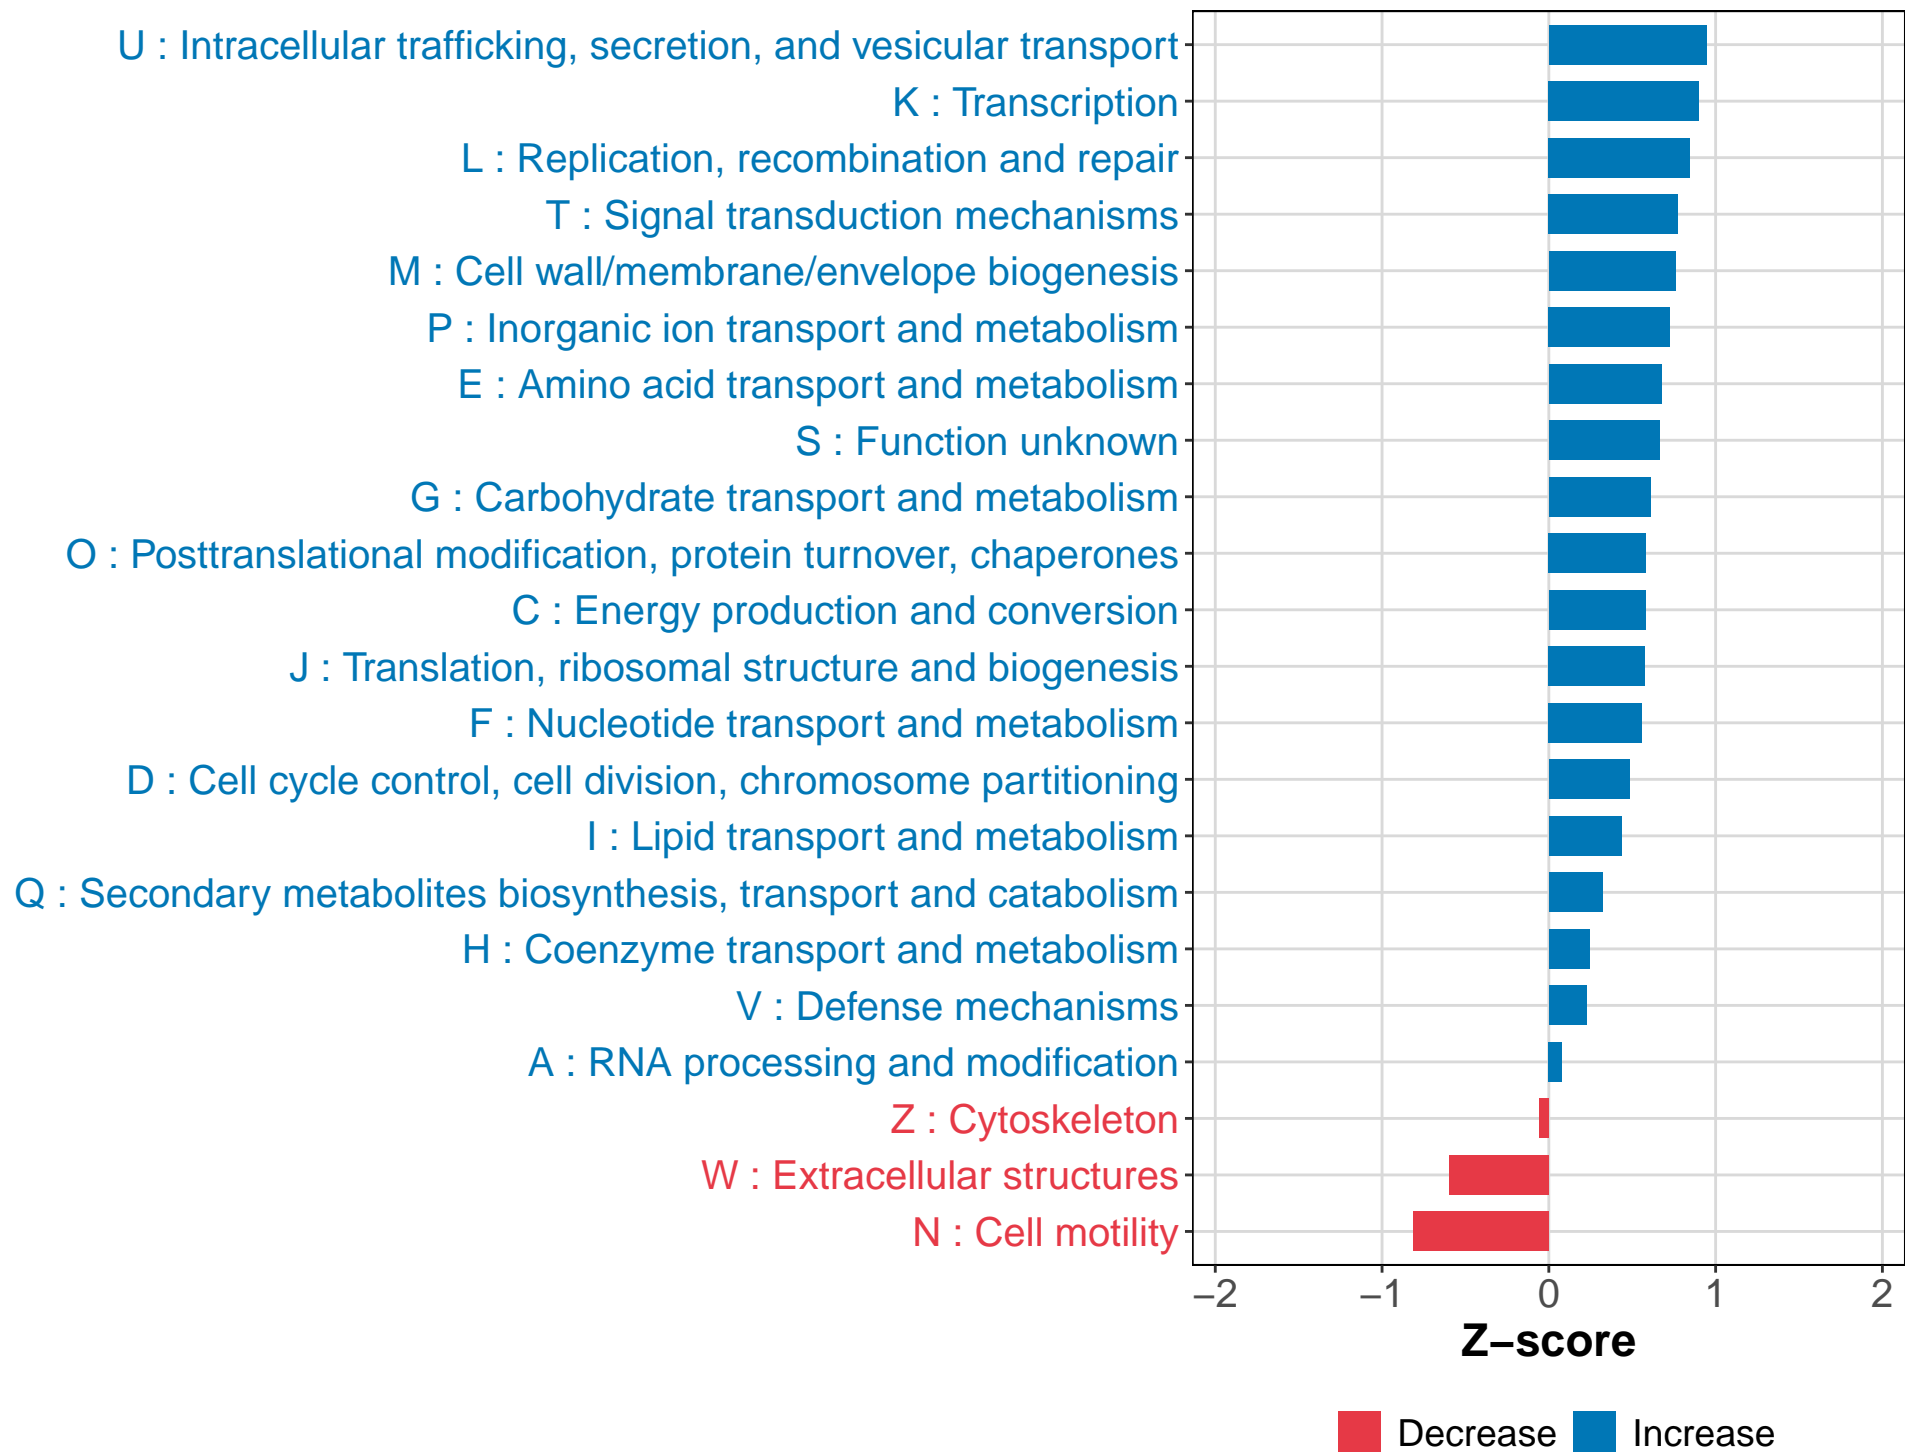 U : Intracellular trafficking, secretion, and vesicular transport
K : Transcription
L : Replication, recombination and repair
T : Signal transduction mechanisms
M : Cell wall/membrane/envelope biogenesis
P : Inorganic ion transport and metabolism
E : Amino acid transport and metabolism
S : Function unknown
G : Carbohydrate transport and metabolism
O : Posttranslational modification, protein turnover, chaperones
C : Energy production and conversion
J : Translation, ribosomal structure and biogenesis
F : Nucleotide transport and metabolism
D : Cell cycle control, cell division, chromosome partitioning
I : Lipid transport and metabolism
Q : Secondary metabolites biosynthesis, transport and catabolism
H : Coenzyme transport and metabolism
V : Defense mechanisms
A : RNA processing and modification
Z : Cytoskeleton
W : Extracellular structures
N : Cell motility
−2 −1 0 1 2
Z−score
Decrease Increase